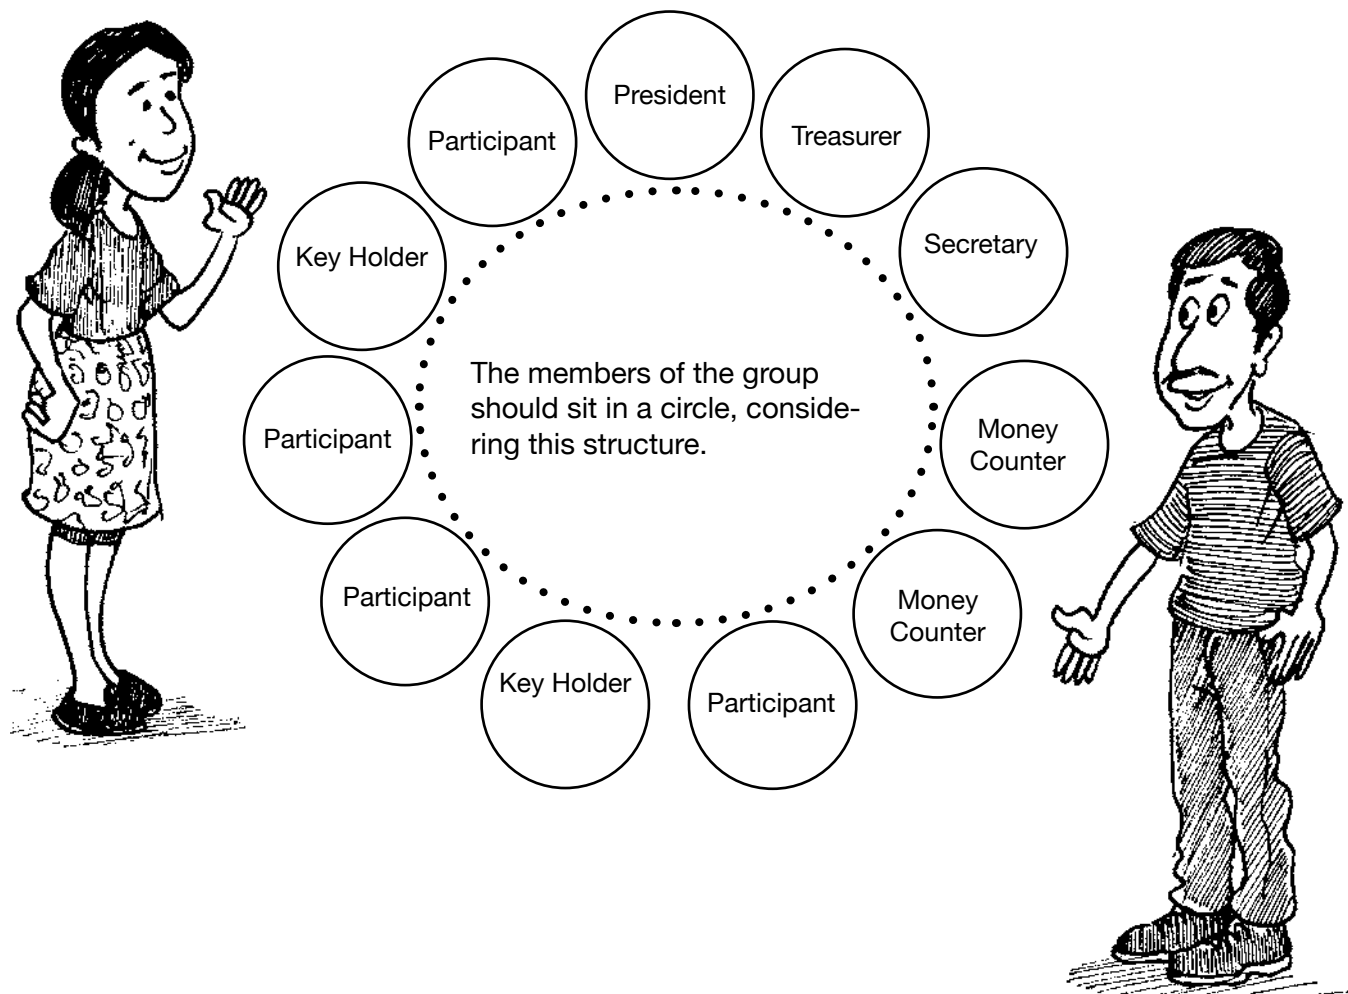 President
Treasurer
Participant
Secretary
Key Holder
The members of the group
should sit in a circle, conside-
ring this structure.
Participant
Money
Counter
Participant
Money
Counter
Key Holder
Participant